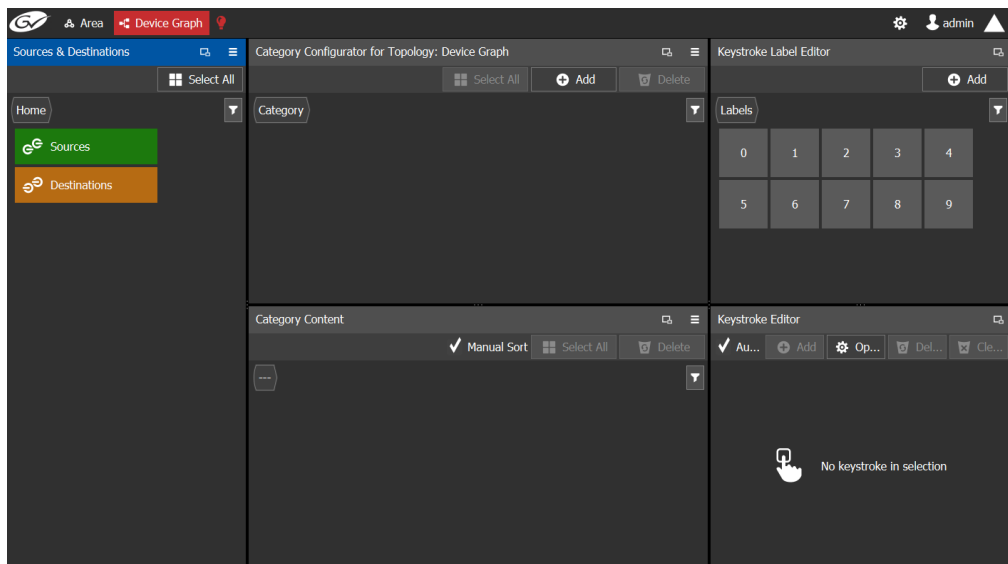 GV Area Device Graph admin
Sources & Destinations
Select All
Home
Sources
Destinations
Category Configurator for Topology: Device Graph
Select All Add Delete
Category
Keystroke Label Editor
Add
Labels
0 1 2 3 4
5 6 7 8 9
Category Content
Manual Sort Select All Delete
---
Keystroke Editor
Au... Add Op... Del... Cle...
No keystroke in selection